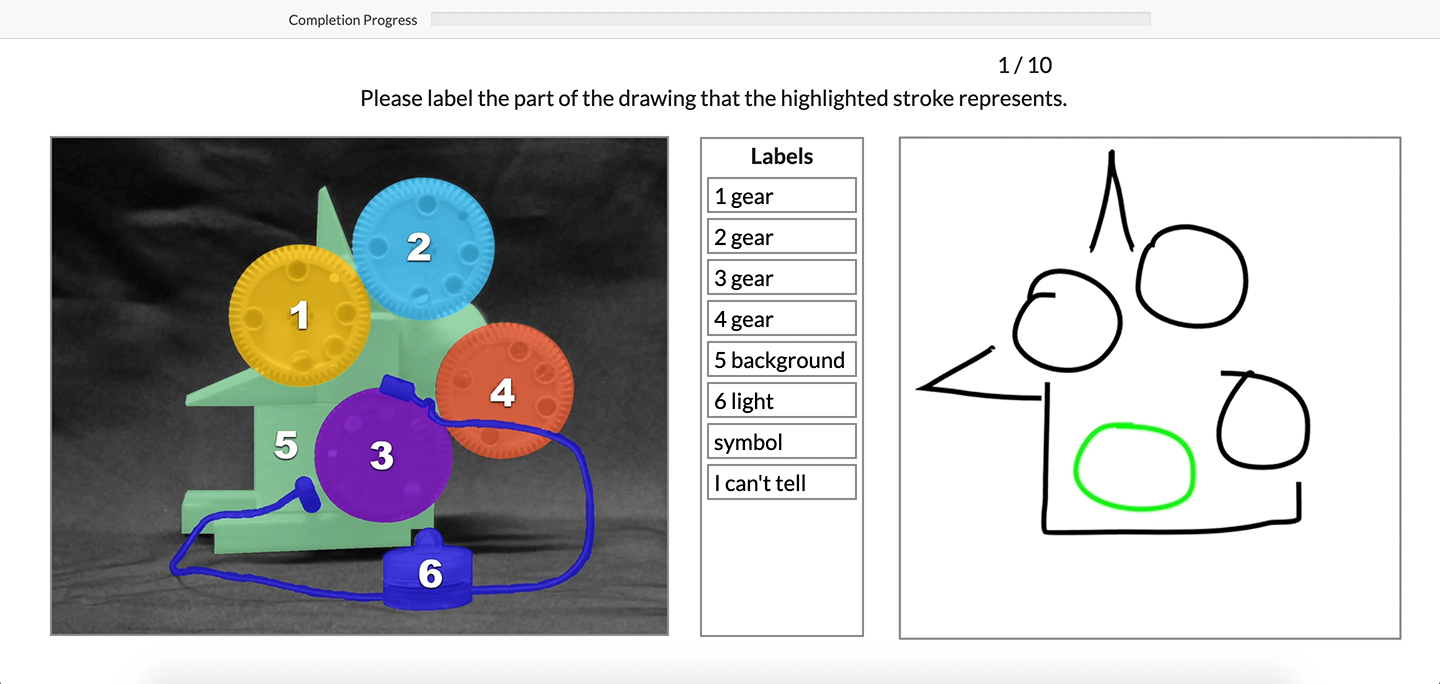 Completion Progress
1 / 10
Please label the part of the drawing that the highlighted stroke represents.
1
2
3
4
5
6
Labels
1 gear
2 gear
3 gear
4 gear
5 background
6 light
symbol
I can't tell